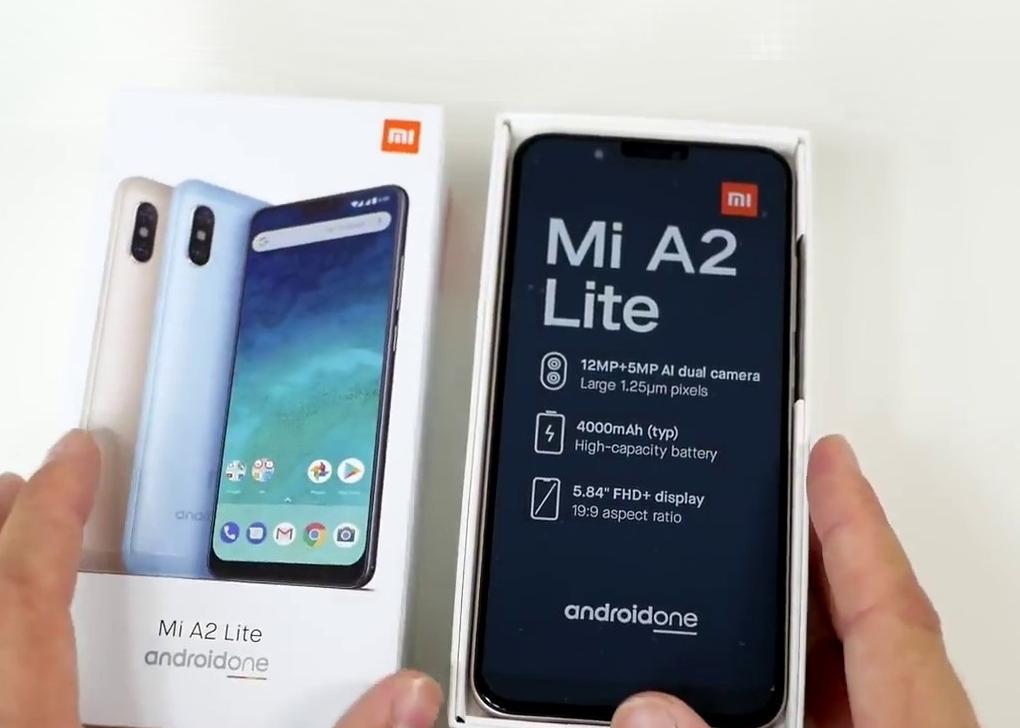 mi
Mi A2 Lite
androidone
mi
Mi A2
Lite
12MP+5MP AI dual camera
Large 1.25µm pixels
4000mAh (typ)
High-capacity battery
5.84" FHD+ display
19:9 aspect ratio
androidone